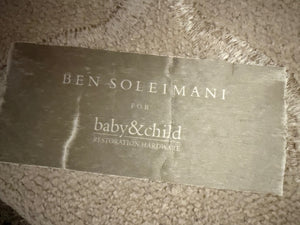 BEN SOLEIMANI
FOR
baby&child
RESTORATION HARDWARE